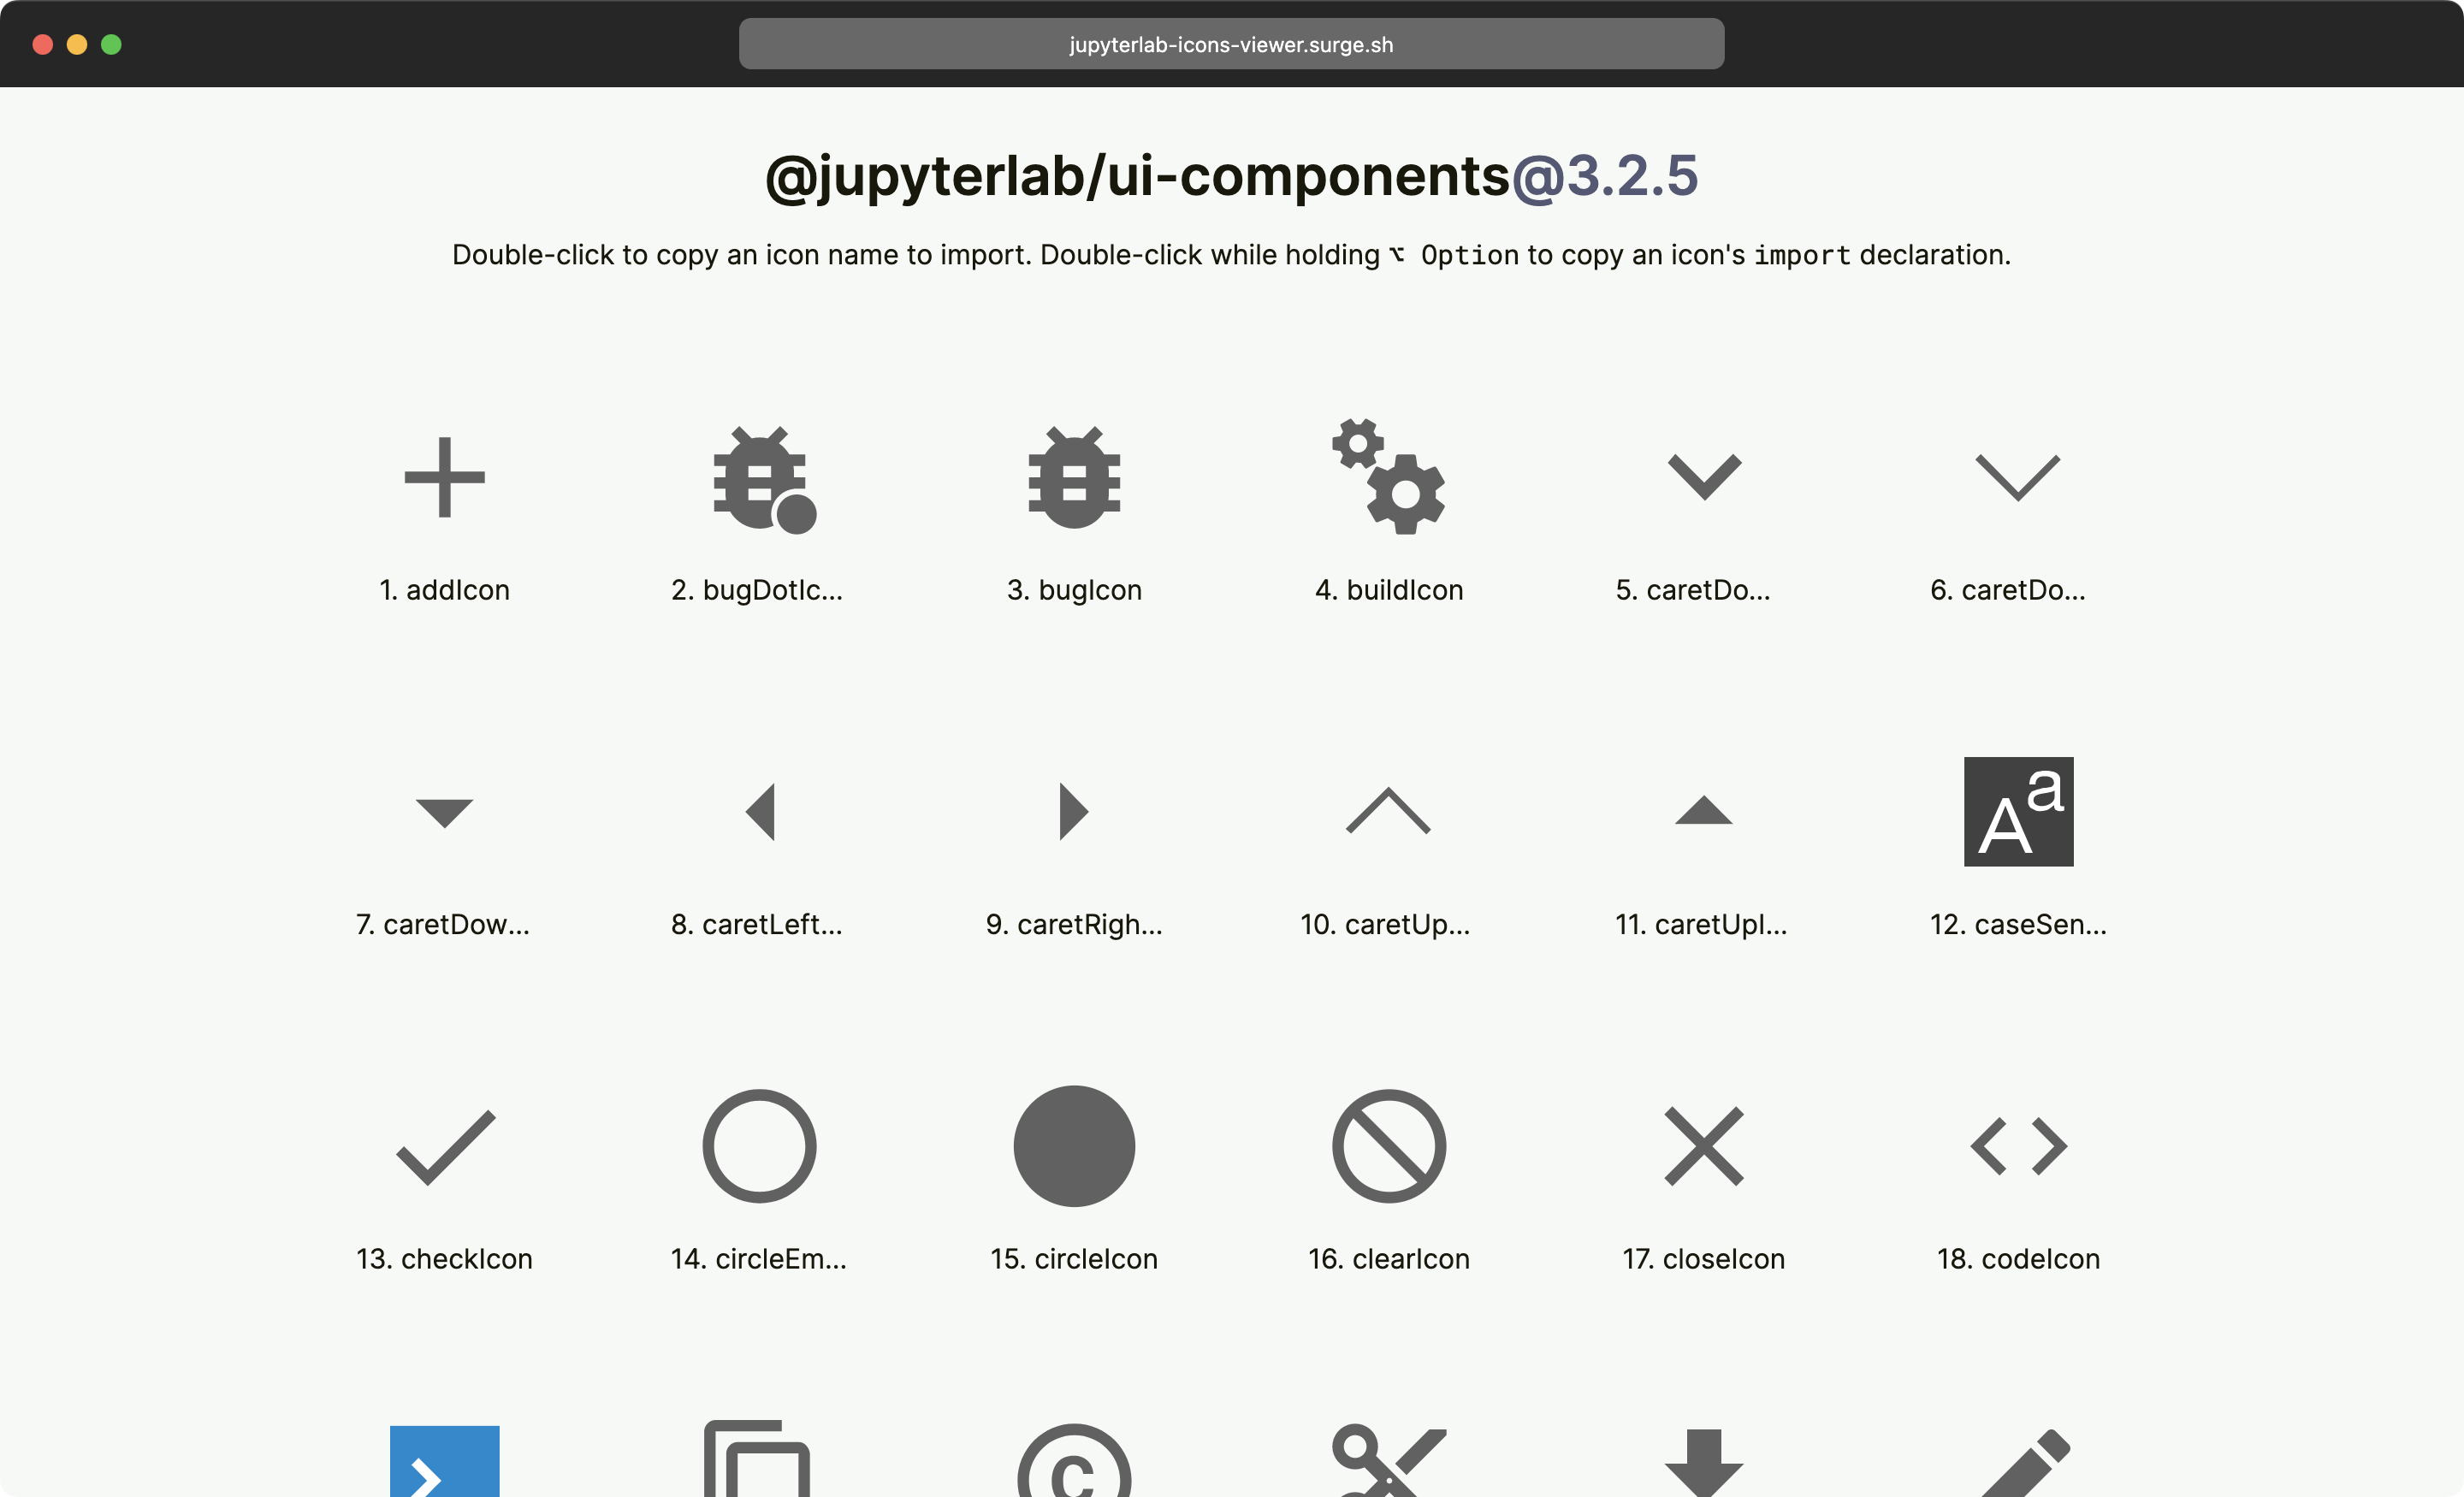 jupyterlab-icons-viewer.surge.sh
@jupyterlab/ui-components@3.2.5
Double-click to copy an icon name to import. Double-click while holding ⌥ Option to copy an icon's import declaration.
1. addIcon
2. bugDotIc...
3. bugIcon
4. buildIcon
5. caretDo...
6. caretDo...
Aa
7. caretDow...
8. caretLeft...
9. caretRigh...
10. caretUp...
11. caretUpI...
12. caseSen...
13. checkIcon
14. circleEm...
15. circleIcon
16. clearIcon
17. closeIcon
18. codeIcon
C